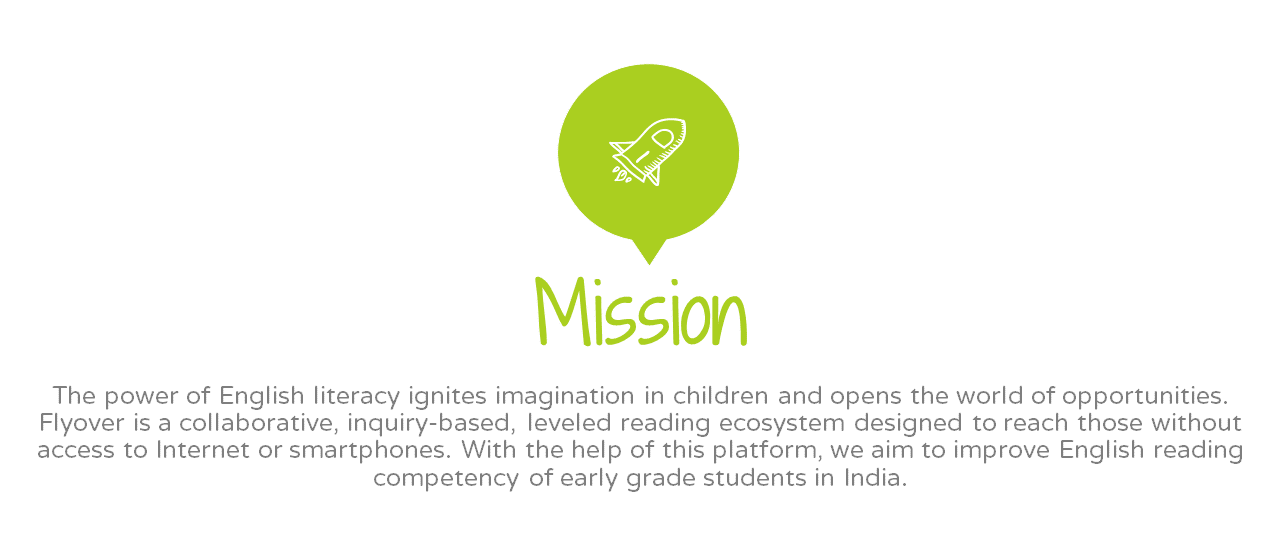 Mission
The power of English literacy ignites imagination in children and opens the world of opportunities.
Flyover is a collaborative, inquiry-based, leveled reading ecosystem designed to reach those without
access to Internet or smartphones. With the help of this platform, we aim to improve English reading
competency of early grade students in India.